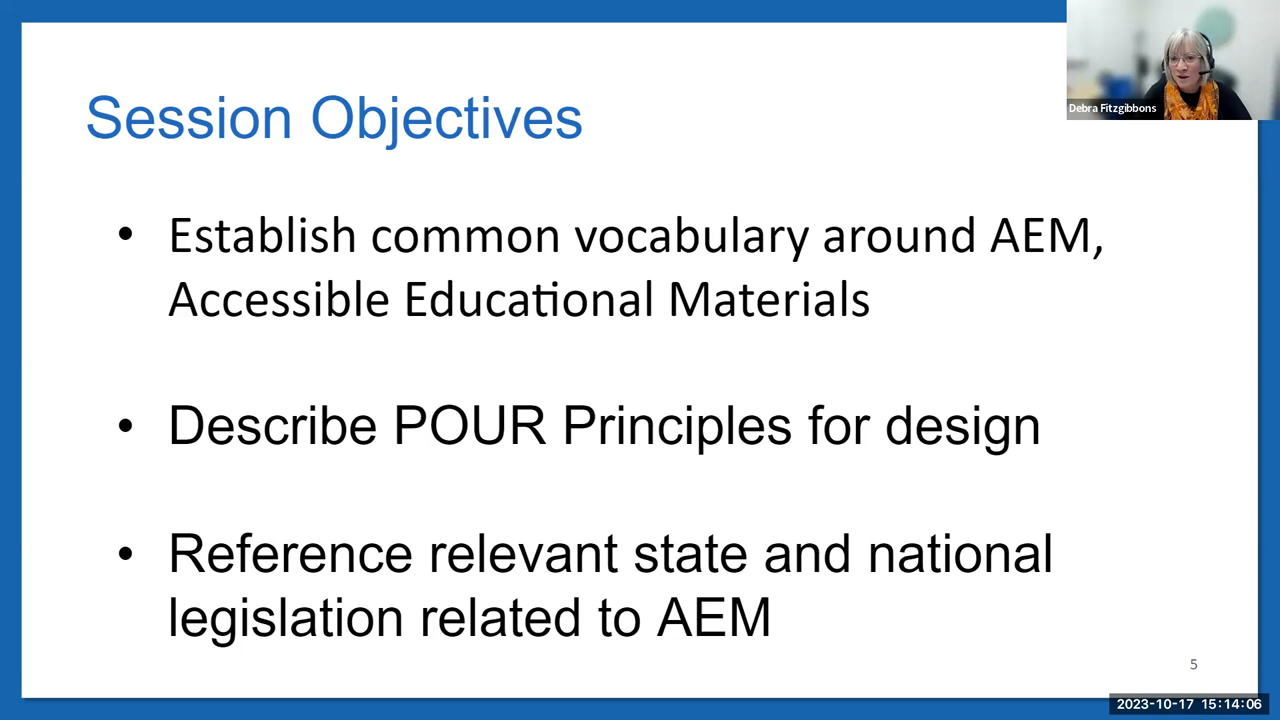 Debra Fitzgibbons
Session Objectives
• Establish common vocabulary around AEM,
Accessible Educational Materials
• Describe POUR Principles for design
• Reference relevant state and national
legislation related to AEM
5
2023-10-17 15:14:06